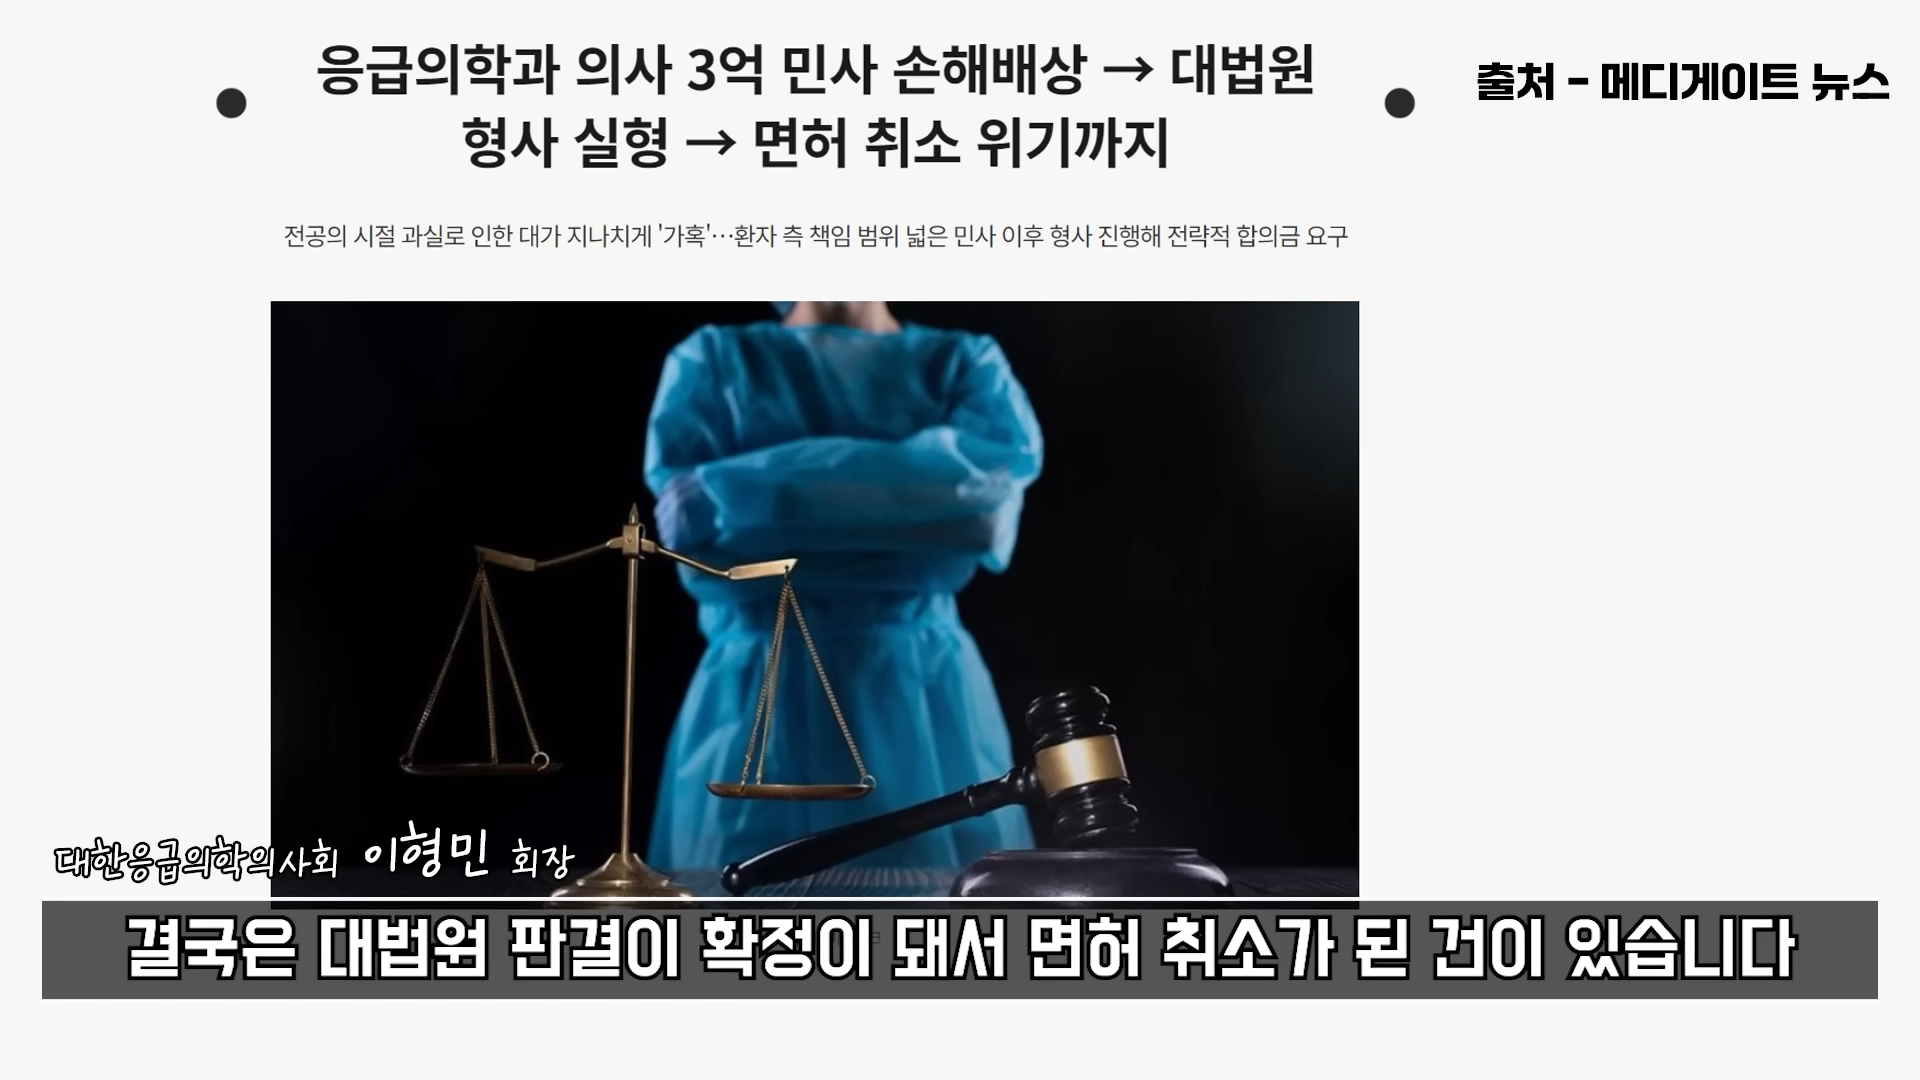 응급의학과 의사 3억 민사 손해배상 → 대법원
형사 실형 → 면허 취소 위기까지
출처 - 메디게이트 뉴스
전공의 시절 과실로 인한 대가 지나치게 '가혹'…환자 측 책임 범위 넓은 민사 이후 형사 진행해 전략적 합의금 요구
대한응급의학의사회 이형민 회장
결국은 대법원 판결이 확정이 돼서 면허 취소가 된 건이 있습니다